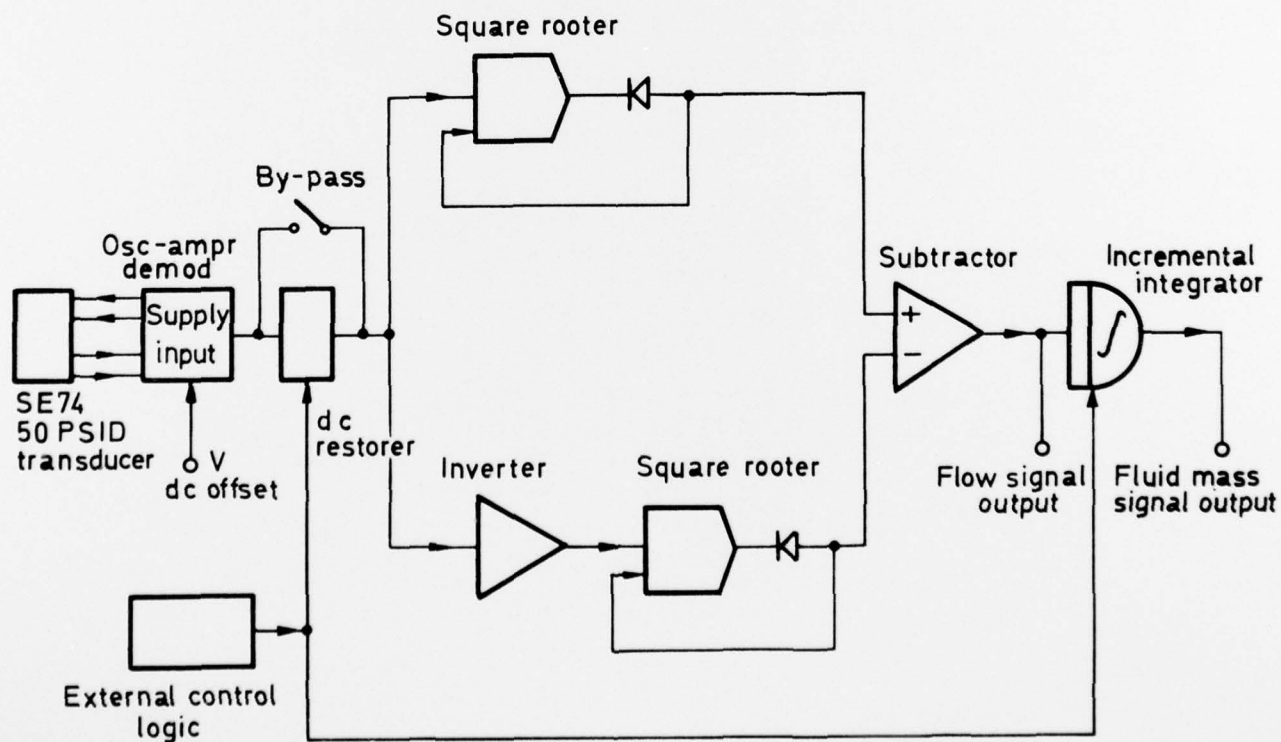 Square rooter
By-pass
Osc-ampr
demod
Supply
input
SE74
50 PSID
transducer
V
dc offset
dc
restorer
Inverter
Square rooter
Subtractor
+
−
Incremental
integrator
∫
Flow signal
output
Fluid mass
signal output
External control
logic